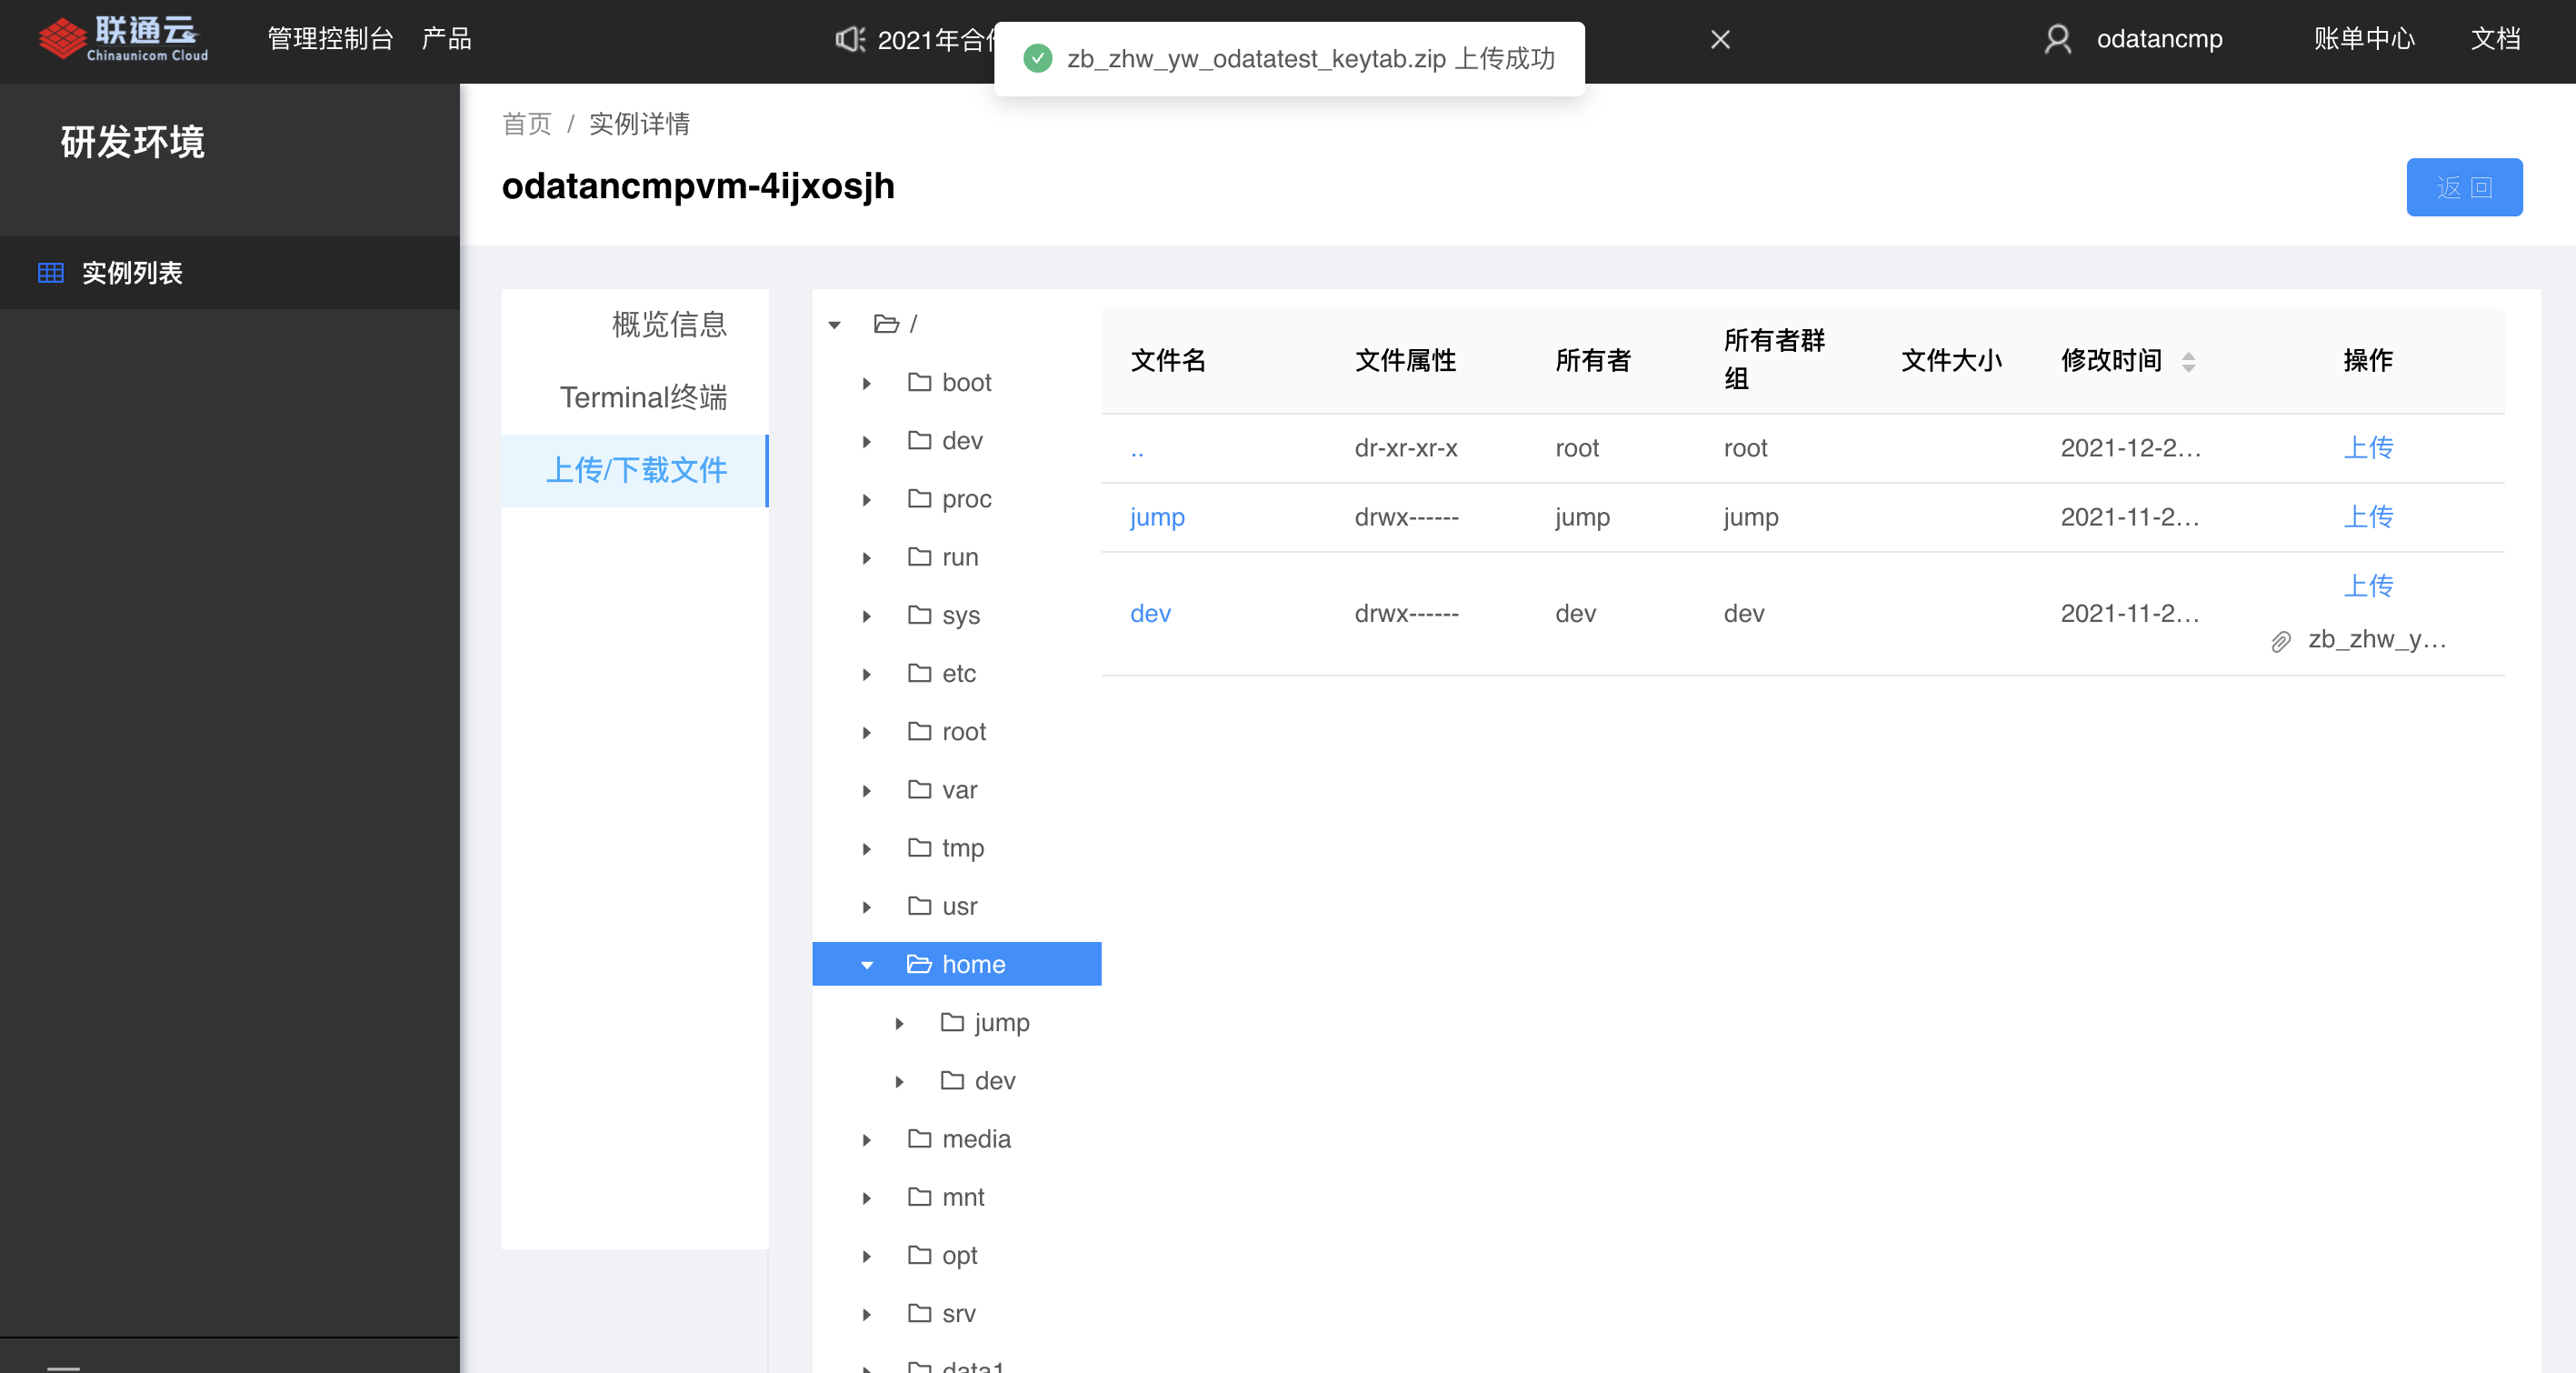 联通云
Chinaunicom Cloud
管理控制台 产品
2021年合
zb_zhw_yw_odatatest_keytab.zip 上传成功
odatancmp
账单中心 文档
研发环境
实例列表
首页 / 实例详情
odatancmpvm-4ijxosjh
返 回
概览信息
Terminal终端
上传/下载文件
/
boot
dev
proc
run
sys
etc
root
var
tmp
usr
home
jump
dev
media
mnt
opt
srv
data1
文件名 文件属性 所有者 所有者群组 文件大小 修改时间 操作
.. dr-xr-xr-x root root 2021-12-2... 上传
jump drwx------ jump jump 2021-11-2... 上传
dev drwx------ dev dev 2021-11-2... 上传
zb_zhw_y...